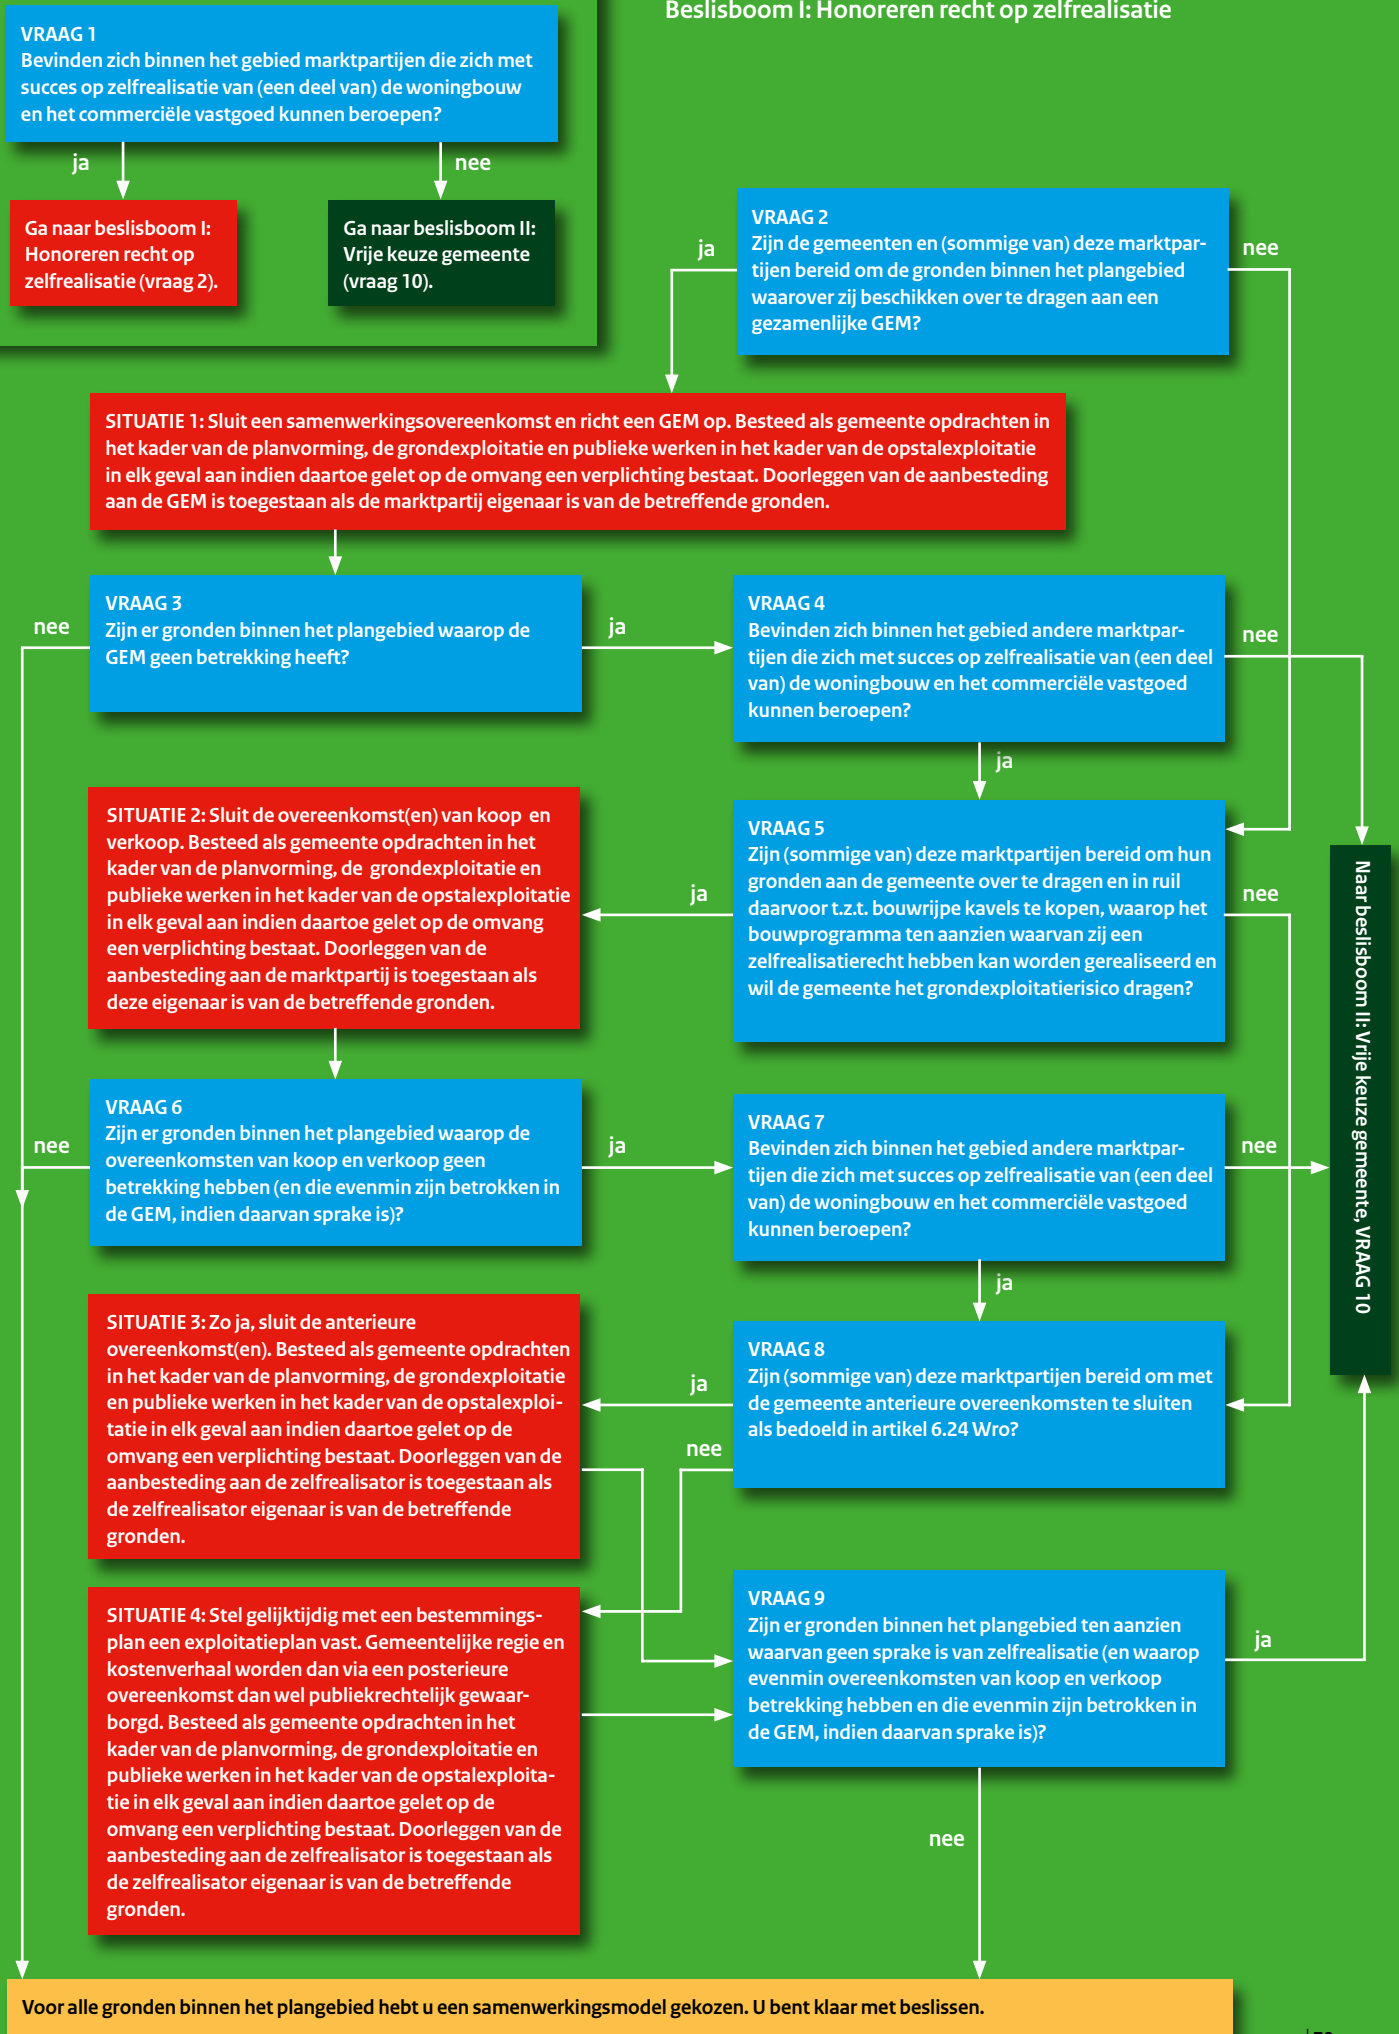 Beslisboom I: Honoreren recht op zelfrealisatie
VRAAG 1
Bevinden zich binnen het gebied marktpartijen die zich met
succes op zelfrealisatie van (een deel van) de woningbouw
en het commerciële vastgoed kunnen beroepen?
ja
nee
Ga naar beslisboom I:
Honoreren recht op
zelfrealisatie (vraag 2).
Ga naar beslisboom II:
Vrije keuze gemeente
(vraag 10).
VRAAG 2
Zijn de gemeenten en (sommige van) deze marktpar-
tijen bereid om de gronden binnen het plangebied
waarover zij beschikken over te dragen aan een
gezamenlijke GEM?
ja
nee
SITUATIE 1: Sluit een samenwerkingsovereenkomst en richt een GEM op. Besteed als gemeente opdrachten in
het kader van de planvorming, de grondexploitatie en publieke werken in het kader van de opstalexploitatie
in elk geval aan indien daartoe gelet op de omvang een verplichting bestaat. Doorleggen van de aanbesteding
aan de GEM is toegestaan als de marktpartij eigenaar is van de betreffende gronden.
nee
VRAAG 3
Zijn er gronden binnen het plangebied waarop de
GEM geen betrekking heeft?
ja
VRAAG 4
Bevinden zich binnen het gebied andere marktpar-
tijen die zich met succes op zelfrealisatie van (een deel
van) de woningbouw en het commerciële vastgoed
kunnen beroepen?
nee
ja
SITUATIE 2: Sluit de overeenkomst(en) van koop en
verkoop. Besteed als gemeente opdrachten in het
kader van de planvorming, de grondexploitatie en
publieke werken in het kader van de opstalexploitatie
in elk geval aan indien daartoe gelet op de omvang
een verplichting bestaat. Doorleggen van de
aanbesteding aan de marktpartij is toegestaan als
deze eigenaar is van de betreffende gronden.
ja
VRAAG 5
Zijn (sommige van) deze marktpartijen bereid om hun
gronden aan de gemeente over te dragen en in ruil
daarvoor t.z.t. bouwrijpe kavels te kopen, waarop het
bouwprogramma ten aanzien waarvan zij een
zelfrealisatierecht hebben kan worden gerealiseerd en
wil de gemeente het grondexploitatierisico dragen?
nee
Naar beslisboom II: Vrije keuze gemeente, VRAAG 10
nee
VRAAG 6
Zijn er gronden binnen het plangebied waarop de
overeenkomsten van koop en verkoop geen
betrekking hebben (en die evenmin zijn betrokken in
de GEM, indien daarvan sprake is)?
ja
VRAAG 7
Bevinden zich binnen het gebied andere marktpar-
tijen die zich met succes op zelfrealisatie van (een deel
van) de woningbouw en het commerciële vastgoed
kunnen beroepen?
nee
ja
SITUATIE 3: Zo ja, sluit de anterieure
overeenkomst(en). Besteed als gemeente opdrachten
in het kader van de planvorming, de grondexploitatie
en publieke werken in het kader van de opstalexploi-
tatie in elk geval aan indien daartoe gelet op de
omvang een verplichting bestaat. Doorleggen van de
aanbesteding aan de zelfrealisator is toegestaan als
de zelfrealisator eigenaar is van de betreffende
gronden.
ja
nee
VRAAG 8
Zijn (sommige van) deze marktpartijen bereid om met
de gemeente anterieure overeenkomsten te sluiten
als bedoeld in artikel 6.24 Wro?
SITUATIE 4: Stel gelijktijdig met een bestemmings-
plan een exploitatieplan vast. Gemeentelijke regie en
kostenverhaal worden dan via een posterieure
overeenkomst dan wel publiekrechtelijk gewaar-
borgd. Besteed als gemeente opdrachten in het
kader van de planvorming, de grondexploitatie en
publieke werken in het kader van de opstalexploita-
tie in elk geval aan indien daartoe gelet op de
omvang een verplichting bestaat. Doorleggen van de
aanbesteding aan de zelfrealisator is toegestaan als
de zelfrealisator eigenaar is van de betreffende
gronden.
VRAAG 9
Zijn er gronden binnen het plangebied ten aanzien
waarvan geen sprake is van zelfrealisatie (en waarop
evenmin overeenkomsten van koop en verkoop
betrekking hebben en die evenmin zijn betrokken in
de GEM, indien daarvan sprake is)?
ja
nee
Voor alle gronden binnen het plangebied hebt u een samenwerkingsmodel gekozen. U bent klaar met beslissen.